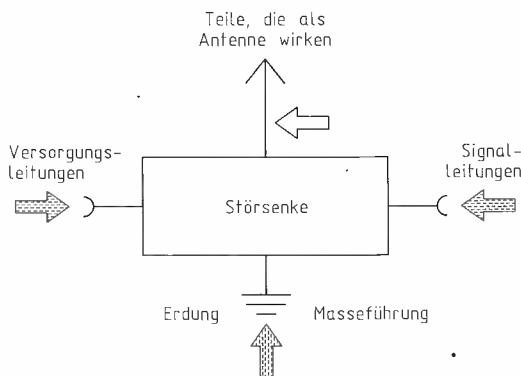 Teile, die als
Antenne wirken
Versorgungs-
leitungen
Signal-
leitungen
Störsenke
Erdung
Masseführung